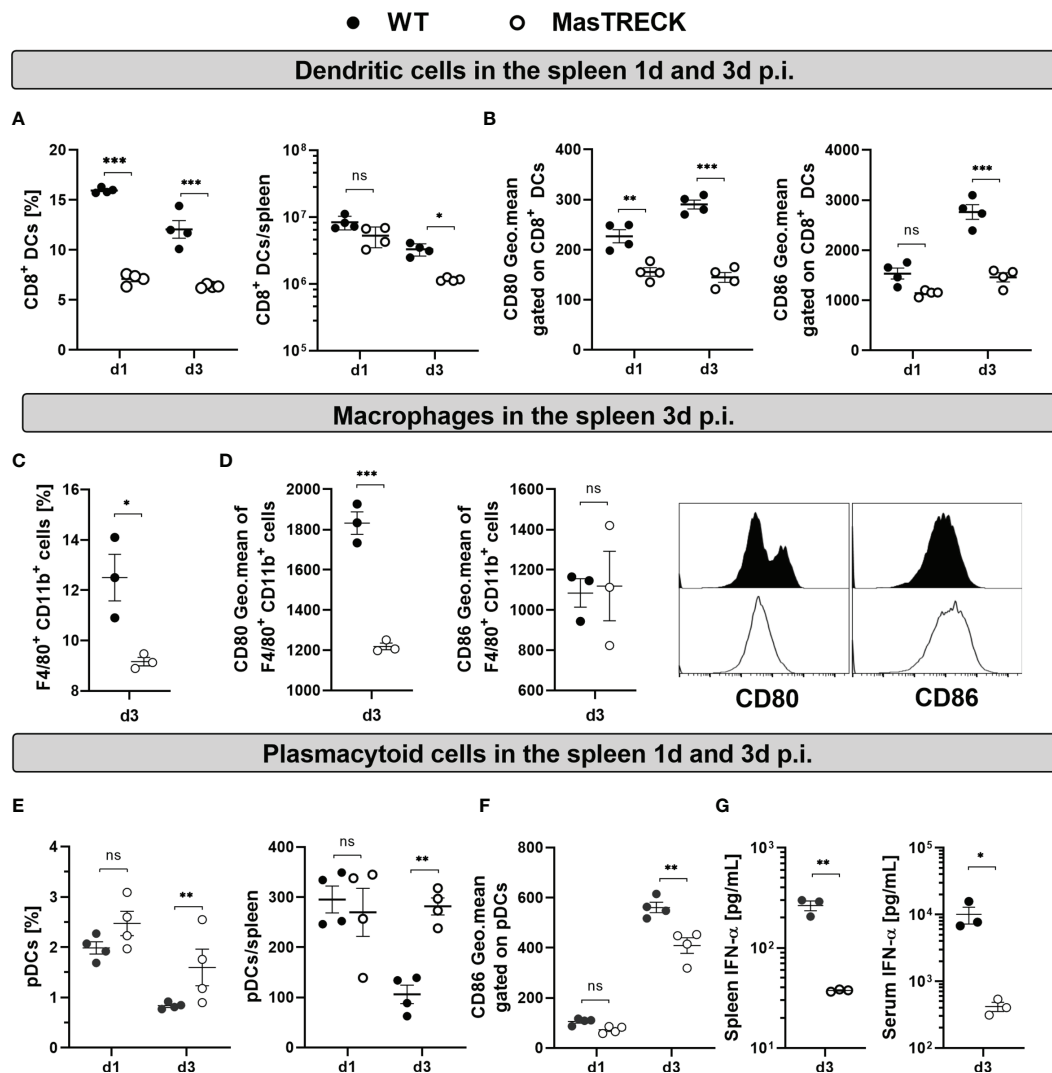 WT MasTRECK
Dendritic cells in the spleen 1d and 3d p.i.
A
CD8⁺ DCs [%]
20
15
10
5
0
*** ***
d1 d3
CD8⁺ DCs/spleen
10⁸
10⁷
10⁶
10⁵
ns *
d1 d3
B
CD80 Geo.mean
gated on CD8⁺ DCs
400
300
200
100
0
** ***
d1 d3
CD86 Geo.mean
gated on CD8⁺ DCs
4000
3000
2000
1000
0
ns ***
d1 d3
Macrophages in the spleen 3d p.i.
C
F4/80⁺ CD11b⁺ cells [%]
16
14
12
10
8
*
d3
D
CD80 Geo.mean of
F4/80⁺ CD11b⁺ cells
2000
1800
1600
1400
1200
1000
***
d3
CD86 Geo.mean of
F4/80⁺ CD11b⁺ cells
1600
1400
1200
1000
800
600
ns
d3
CD80 CD86
Plasmacytoid cells in the spleen 1d and 3d p.i.
E
pDCs [%]
4
3
2
1
0
ns **
d1 d3
pDCs/spleen
400
300
200
100
0
ns **
d1 d3
F
CD86 Geo.mean
gated on pDCs
800
600
400
200
0
ns **
d1 d3
G
Spleen IFN-α [pg/mL]
10³
10²
10¹
**
d3
Serum IFN-α [pg/mL]
10⁵
10⁴
10³
10²
*
d3